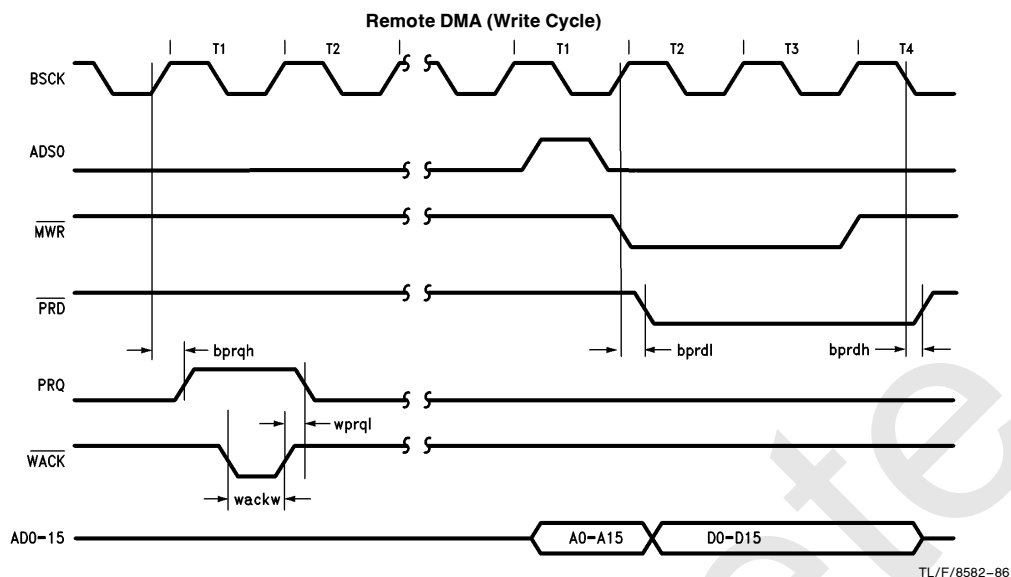 Remote DMA (Write Cycle)
T1 T2 T1 T2 T3 T4
BSCK
ADS0
MWR
PRD
bprqh bprdl bprdh
PRQ
wprql
WACK
wackw
AD0-15 A0-A15 D0-D15
TL/F/8582-86